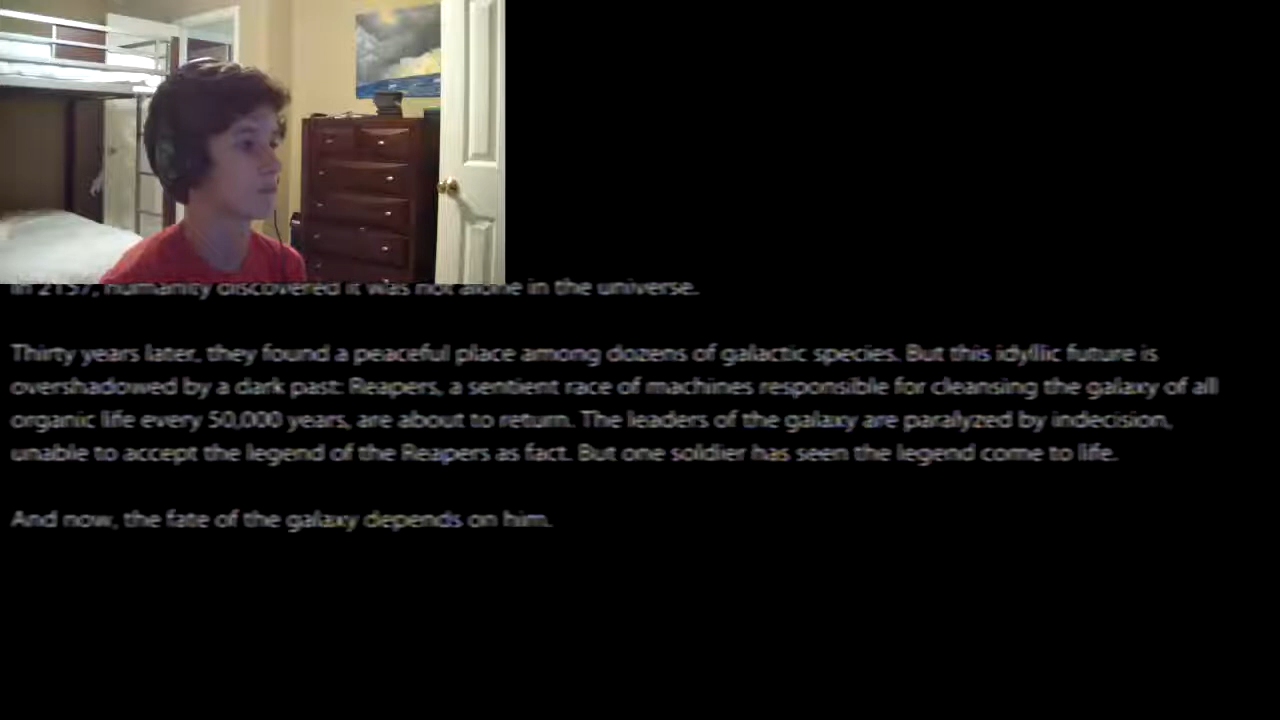 In 2157, humanity discovered it was not alone in the universe.
Thirty years later, they found a peaceful place among dozens of galactic species. But this idyllic future is
overshadowed by a dark past: Reapers, a sentient race of machines responsible for cleansing the galaxy of all
organic life every 50,000 years, are about to return. The leaders of the galaxy are paralyzed by indecision,
unable to accept the legend of the Reapers as fact. But one soldier has seen the legend come to life.
And now, the fate of the galaxy depends on him.